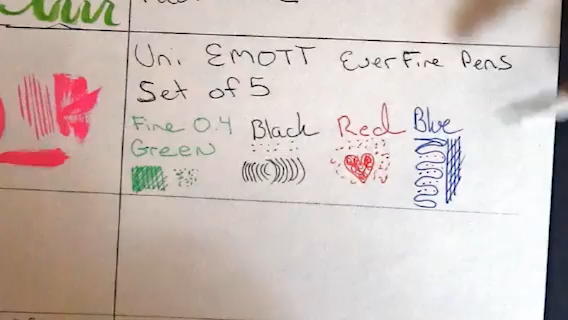 Uni EMOTT EverFine Pens
Set of 5
Fine 0.4 Black Red Blue
Green